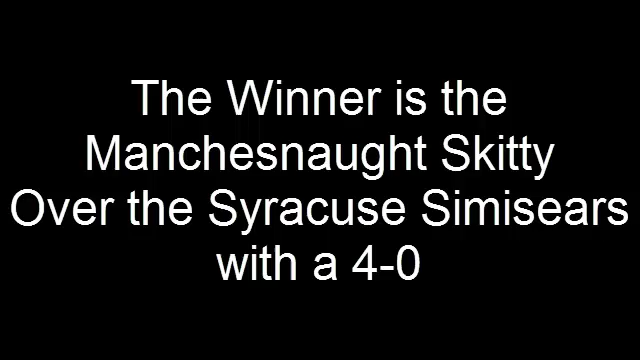 The Winner is the
Manchesnaught Skitty
Over the Syracuse Simisears
with a 4-0